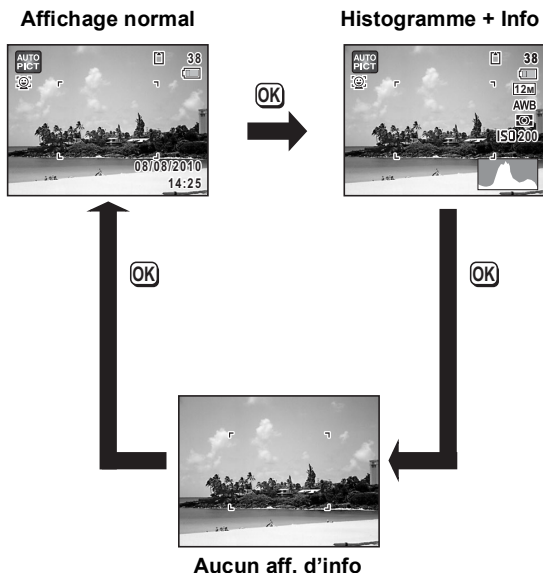 Affichage normal
Histogramme + Info
AUTO
PICT
38
08/08/2010
14:25
OK
AUTO
PICT
38
12M
AWB
ISO 200
OK
OK
Aucun aff. d'info